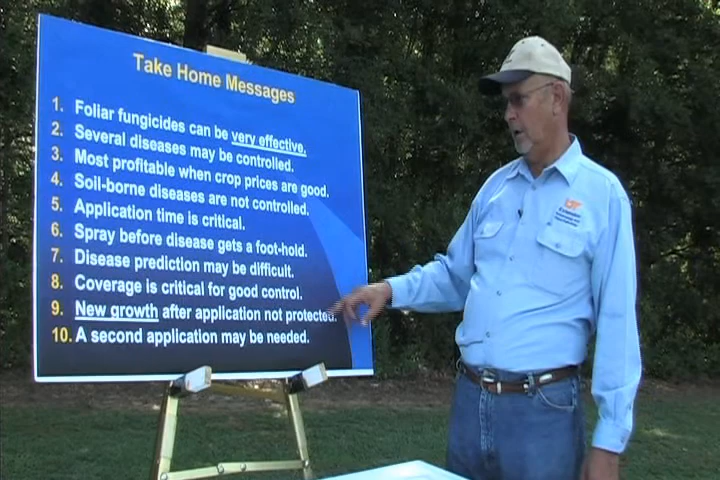 Take Home Messages
1. Foliar fungicides can be very effective.
2. Several diseases may be controlled.
3. Most profitable when crop prices are good.
4. Soil-borne diseases are not controlled.
5. Application time is critical.
6. Spray before disease gets a foot-hold.
7. Disease prediction may be difficult.
8. Coverage is critical for good control.
9. New growth after application not protected.
10. A second application may be needed.
UT
Extension